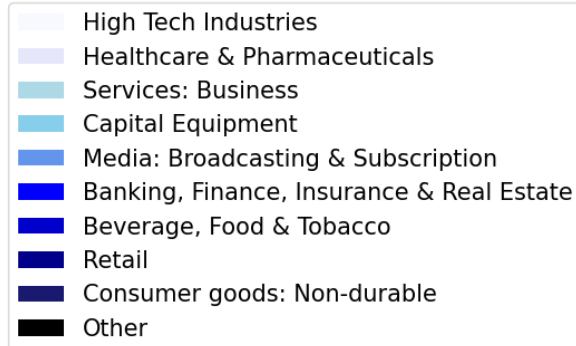 High Tech Industries
Healthcare & Pharmaceuticals
Services: Business
Capital Equipment
Media: Broadcasting & Subscription
Banking, Finance, Insurance & Real Estate
Beverage, Food & Tobacco
Retail
Consumer goods: Non-durable
Other